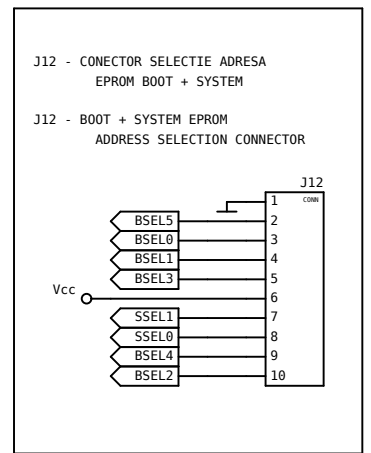 J12 - CONECTOR SELECTIE ADRESA
EPROM BOOT + SYSTEM
J12 - BOOT + SYSTEM EPROM
ADDRESS SELECTION CONNECTOR
J12
1 CONN
BSEL5 2
BSEL0 3
BSEL1 4
BSEL3 5
Vcc 6
SSEL1 7
SSEL0 8
BSEL4 9
BSEL2 10